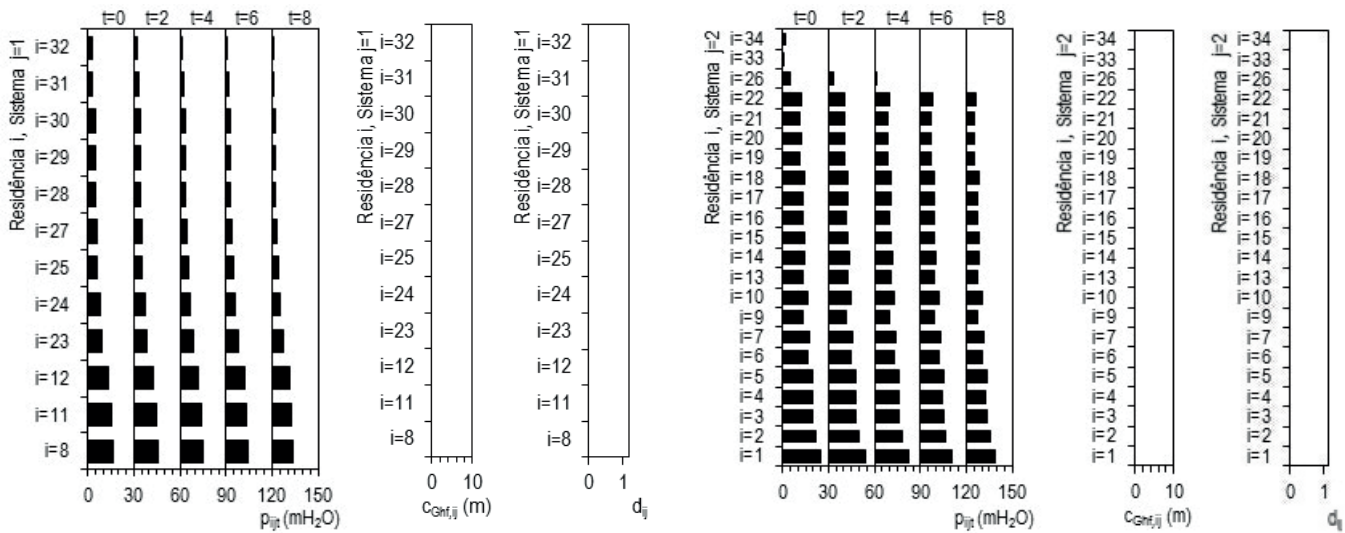 t=0 t=2 t=4 t=6 t=8
Residência i, Sistema j=1
i=32
i=31
i=30
i=29
i=28
i=27
i=25
i=24
i=23
i=12
i=11
i=8
0 30 60 90 120 150
pijt (mH2O)
Residência i, Sistema j=1
i=32
i=31
i=30
i=29
i=28
i=27
i=25
i=24
i=23
i=12
i=11
i=8
0 10
cGhf,ij (m)
Residência i, Sistema j=1
i=32
i=31
i=30
i=29
i=28
i=27
i=25
i=24
i=23
i=12
i=11
i=8
0 1
dij
t=0 t=2 t=4 t=6 t=8
Residência i, Sistema j=2
i=34
i=33
i=26
i=22
i=21
i=20
i=19
i=18
i=17
i=16
i=15
i=14
i=13
i=10
i=9
i=7
i=6
i=5
i=4
i=3
i=2
i=1
0 30 60 90 120 150
pijt (mH2O)
Residência i, Sistema j=2
i=34
i=33
i=26
i=22
i=21
i=20
i=19
i=18
i=17
i=16
i=15
i=14
i=13
i=10
i=9
i=7
i=6
i=5
i=4
i=3
i=2
i=1
0 10
cGhf,ij (m)
Residência i, Sistema j=2
i=34
i=33
i=26
i=22
i=21
i=20
i=19
i=18
i=17
i=16
i=15
i=14
i=13
i=10
i=9
i=7
i=6
i=5
i=4
i=3
i=2
i=1
0 1
dij